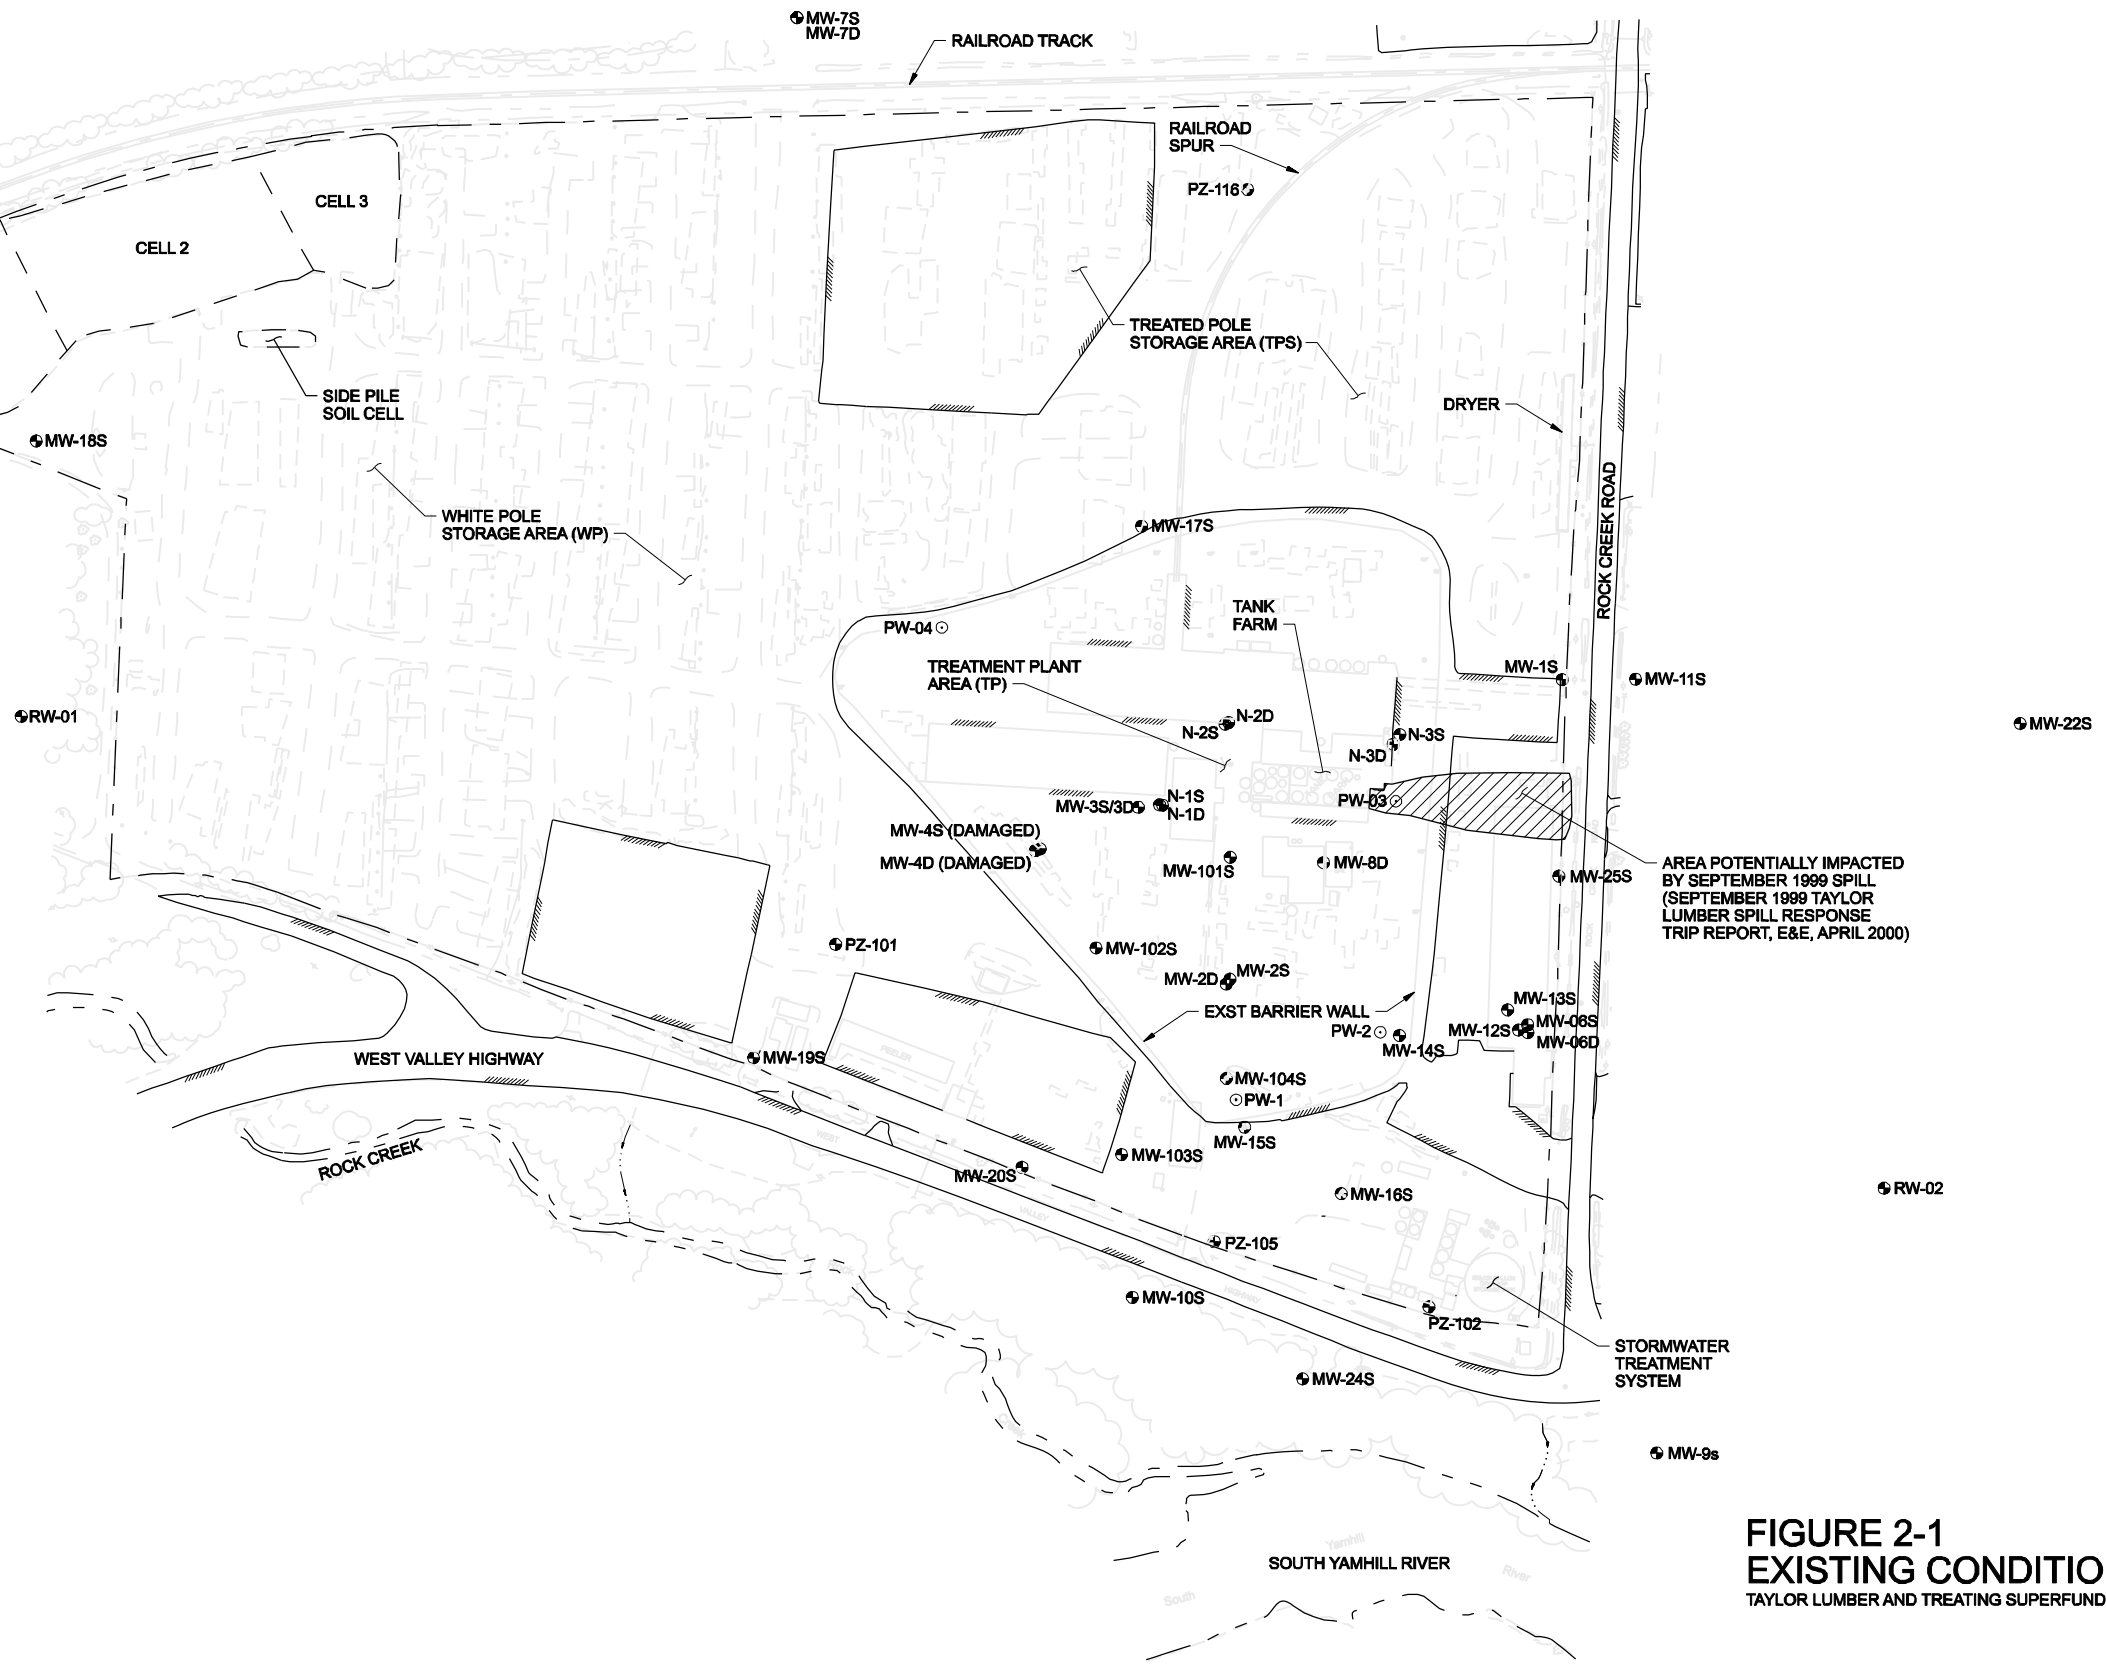 MW-7S
MW-7D
RAILROAD TRACK
RAILROAD
SPUR
PZ-116
CELL 3
CELL 2
TREATED POLE
STORAGE AREA (TPS)
SIDE PILE
SOIL CELL
DRYER
MW-18S
ROCK CREEK ROAD
WHITE POLE
STORAGE AREA (WP)
MW-17S
TANK
FARM
PW-04
TREATMENT PLANT
AREA (TP)
MW-1S
MW-11S
RW-01
N-2D
N-2S
N-3S
N-3D
MW-22S
MW-3S/3D
N-1S
N-1D
PW-03
MW-4S (DAMAGED)
MW-4D (DAMAGED)
MW-101S
MW-8D
MW-25S
AREA POTENTIALLY IMPACTED
BY SEPTEMBER 1999 SPILL
(SEPTEMBER 1999 TAYLOR
LUMBER SPILL RESPONSE
TRIP REPORT, E&E, APRIL 2000)
PZ-101
MW-102S
MW-2D
MW-2S
EXST BARRIER WALL
MW-13S
MW-06S
MW-12S
MW-06D
PW-2
MW-14S
PEELER
WEST VALLEY HIGHWAY
MW-19S
MW-104S
PW-1
MW-15S
WEST
ROCK CREEK
MW-103S
MW-20S
MW-16S
RW-02
VALLEY
PZ-105
HIGHWAY
MW-10S
PZ-102
STORMWATER
TREATMENT
SYSTEM
MW-24S
ROCK
MW-9s
Yamhill
SOUTH YAMHILL RIVER
River
South
FIGURE 2-1
EXISTING CONDITIO
TAYLOR LUMBER AND TREATING SUPERFUND